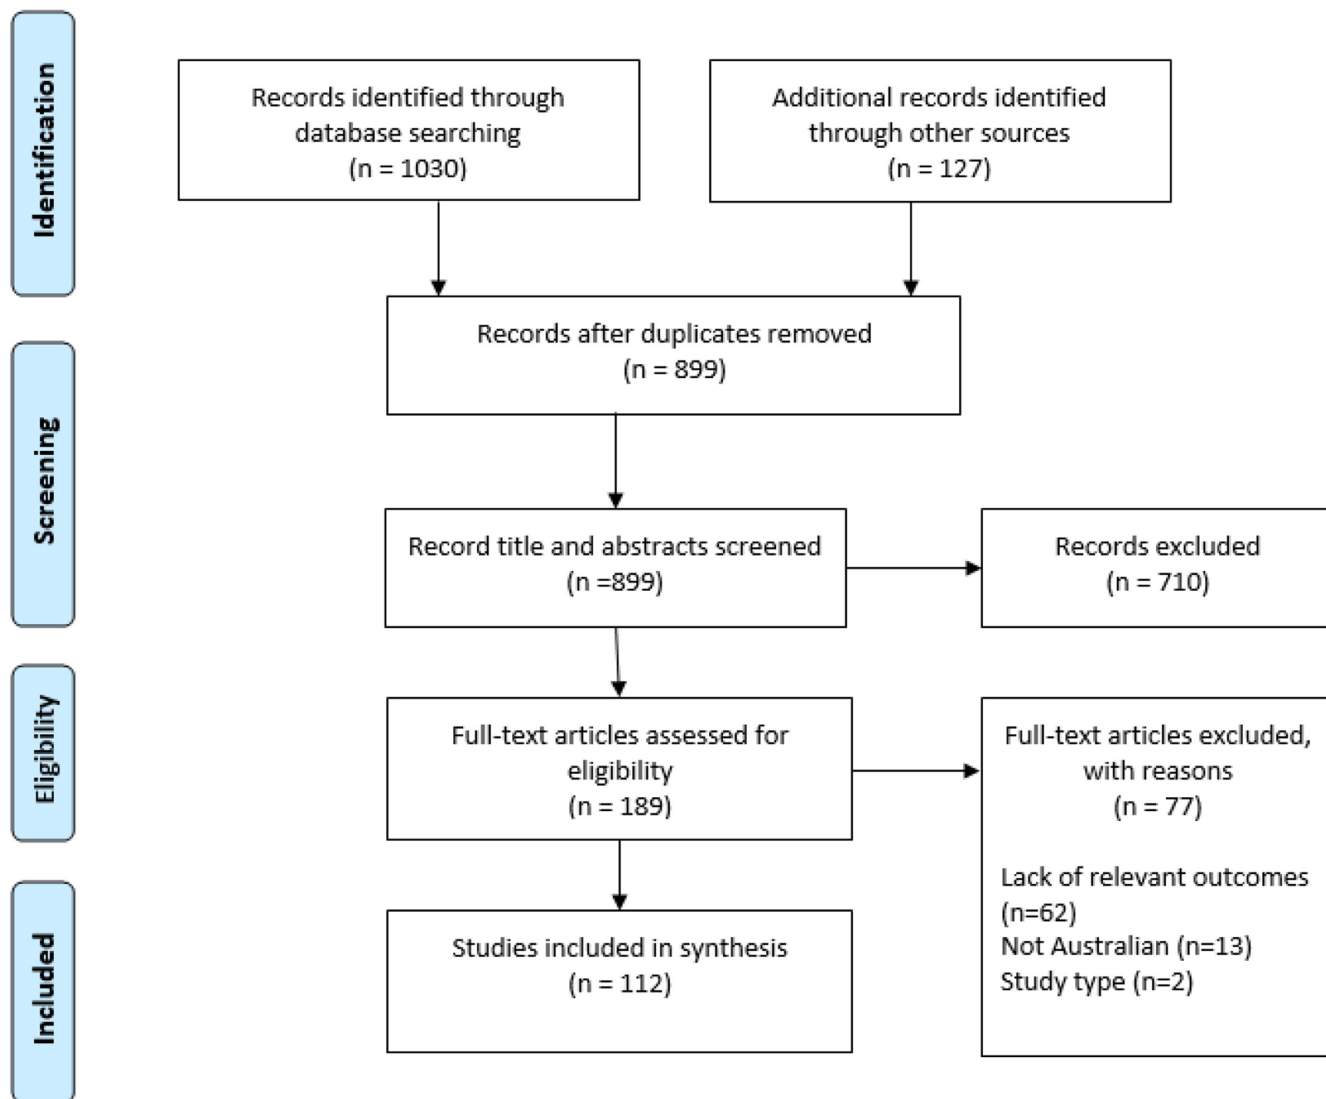 Identification
Records identified through
database searching
(n = 1030)
Additional records identified
through other sources
(n = 127)
Records after duplicates removed
(n = 899)
Screening
Record title and abstracts screened
(n =899)
Records excluded
(n = 710)
Eligibility
Full-text articles assessed for
eligibility
(n = 189)
Full-text articles excluded,
with reasons
(n = 77)
Lack of relevant outcomes
(n=62)
Not Australian (n=13)
Study type (n=2)
Included
Studies included in synthesis
(n = 112)